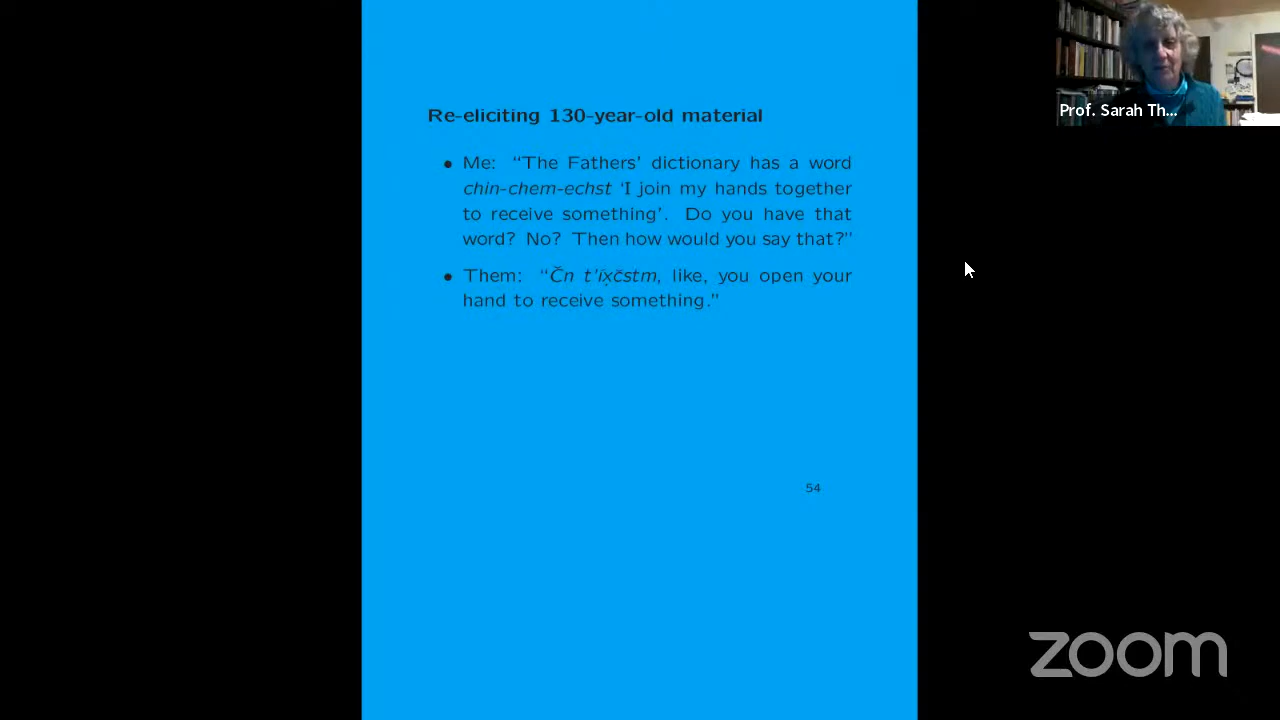 Re-eliciting 130-year-old material
• Me: “The Fathers’ dictionary has a word
chin-chem-echst ‘I join my hands together
to receive something’. Do you have that
word? No? Then how would you say that?”
• Them: “Čn t’ix̣čstm, like, you open your
hand to receive something.”
54
Prof. Sarah Th...
zoom